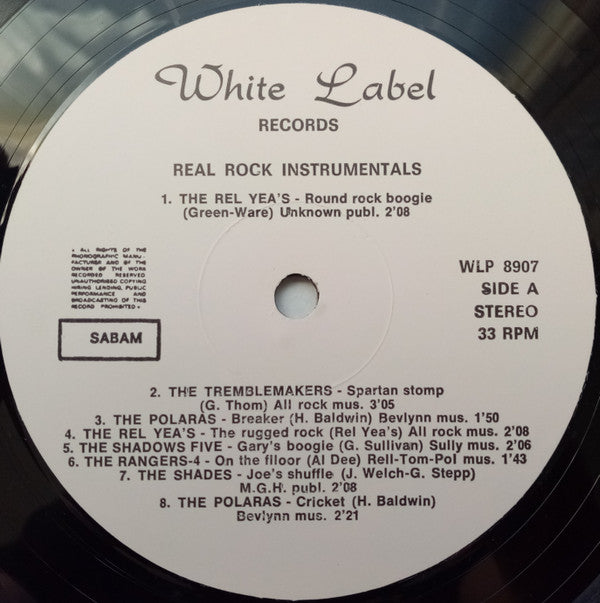 White Label
RECORDS
REAL ROCK INSTRUMENTALS
1. THE REL YEA'S - Round rock boogie
(Green-Ware) Unknown publ. 2'08
« ALL RIGHTS OF THE
PHONOGRAPHIC MANU-
FACTURER AND OF THE
OWNER OF THE WORK
RECORDED RESERVED
UNAUTHORISED COPYING
HIRING LENDING, PUBLIC
PERFORMANCE AND
BROADCASTING OF THIS
RECORD PROHIBITED »
SABAM
WLP 8907
SIDE A
STEREO
33 RPM
2. THE TREMBLEMAKERS - Spartan stomp
(G. Thom) All rock mus. 3'05
3. THE POLARAS - Breaker (H. Baldwin) Bevlynn mus. 1'50
4. THE REL YEA'S - The rugged rock (Rel Yea's) All rock mus. 2'08
5. THE SHADOWS FIVE - Gary's boogie (G. Sullivan) Sully mus. 2'06
6. THE RANGERS-4 - On the flloor (Al Dee) Rell-Tom-Pol mus. 1'43
7. THE SHADES - Joe's shuffle (J. Welch-G. Stepp)
M.G.H. publ. 2'08
8. THE POLARAS - Cricket (H. Baldwin)
Bevlynn mus. 2'21